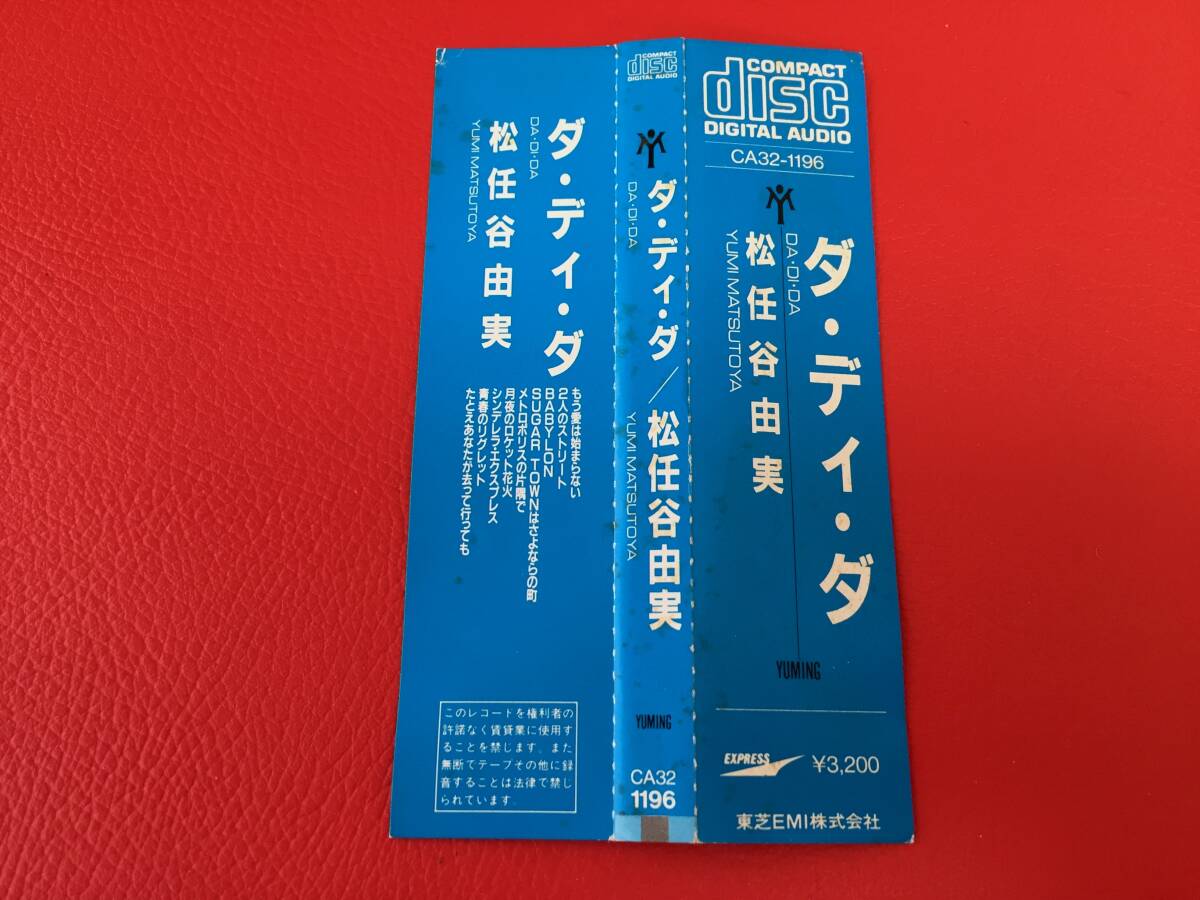 COMPACT
disc
DIGITAL AUDIO
CA32-1196
ダ・ディ・ダ
DA・DI・DA
松任谷由実
YUMI MATSUTOYA
YUMING
EXPRESS
¥3,200
東芝EMI株式会社
COMPACT
disc
DIGITAL AUDIO
ダ・ディ・ダ/松任谷由実
DA・DI・DA
YUMI MATSUTOYA
YUMING
CA32
1196
ダ・ディ・ダ
DA・DI・DA
松任谷由実
YUMI MATSUTOYA
もう愛は始まらない
2人のストリート
BABYLON
SUGAR TOWNはさよならの町
メトロポリスの片隅で
月夜のロケット花火
シンデレラ・エクスプレス
青春のリグレット
たとえあなたが去って行っても
このレコードを権利者の
許諾なく賃貸業に使用す
ることを禁じます。また
無断でテープその他に録
音することは法律で禁じ
られています。